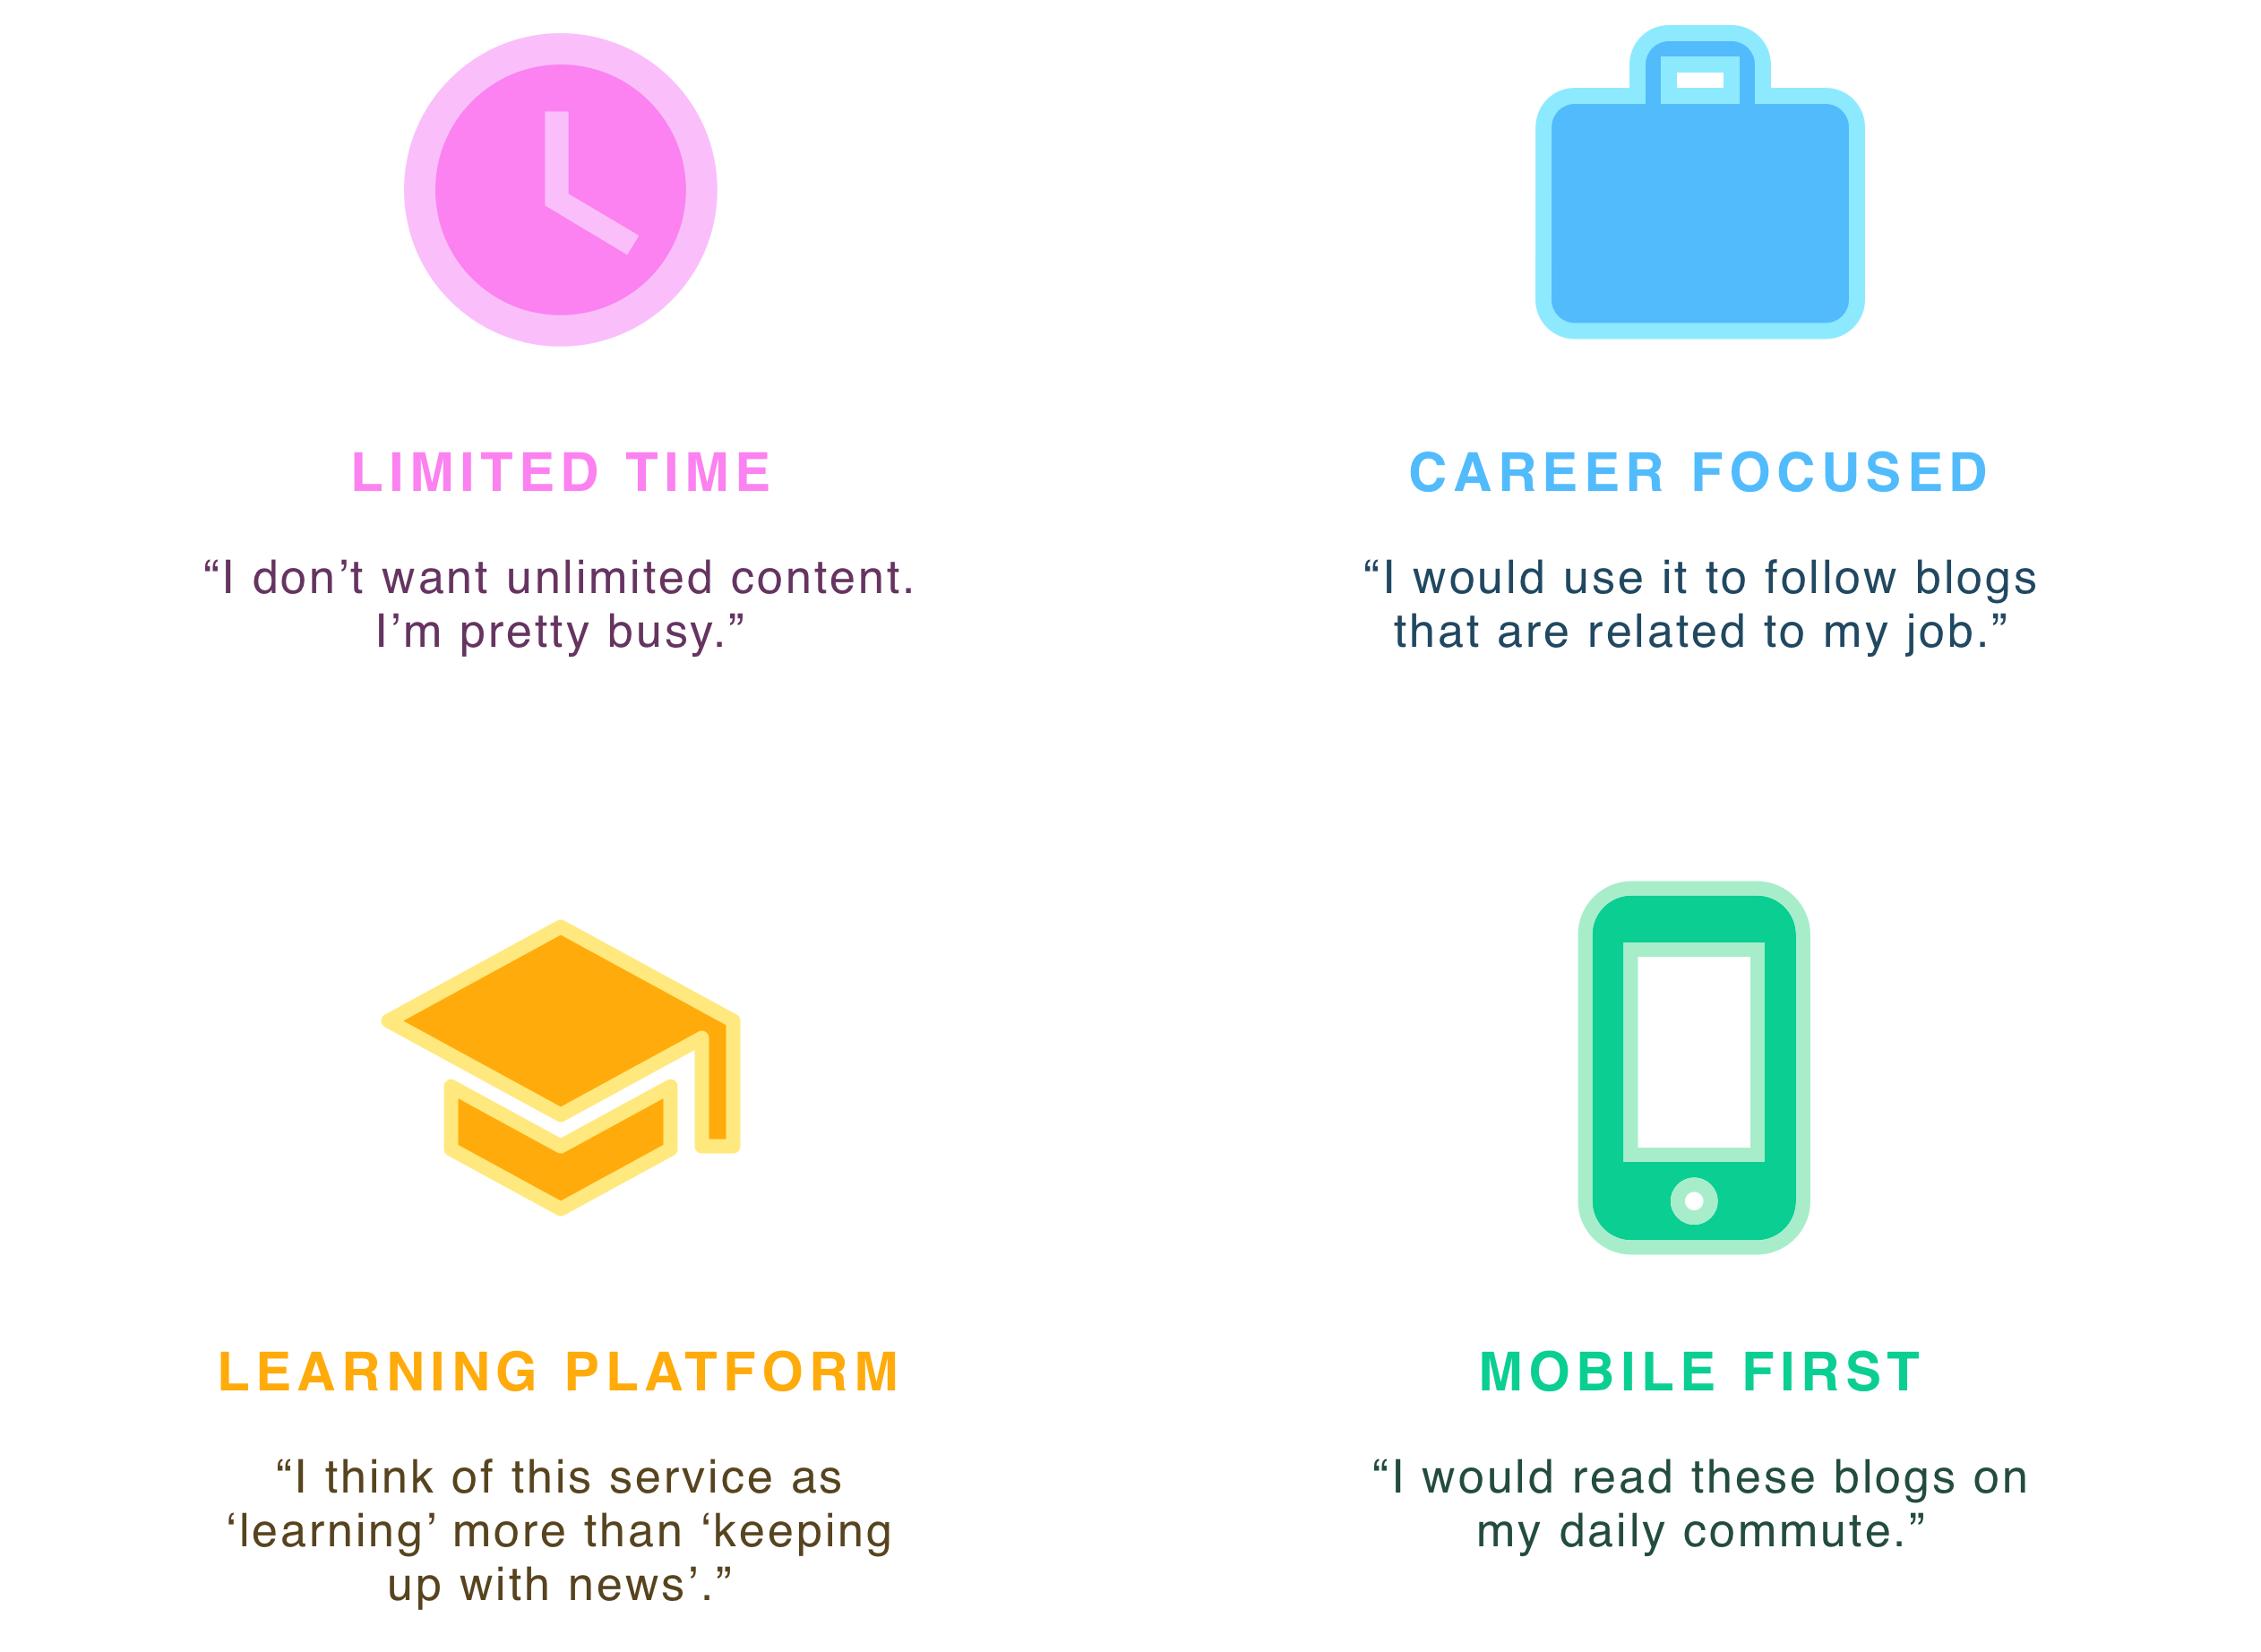 LIMITED TIME
“I don’t want unlimited content.
I’m pretty busy.”
CAREER FOCUSED
“I would use it to follow blogs
that are related to my job.”
LEARNING PLATFORM
“I think of this service as
‘learning’ more than ‘keeping
up with news’.”
MOBILE FIRST
“I would read these blogs on
my daily commute.”